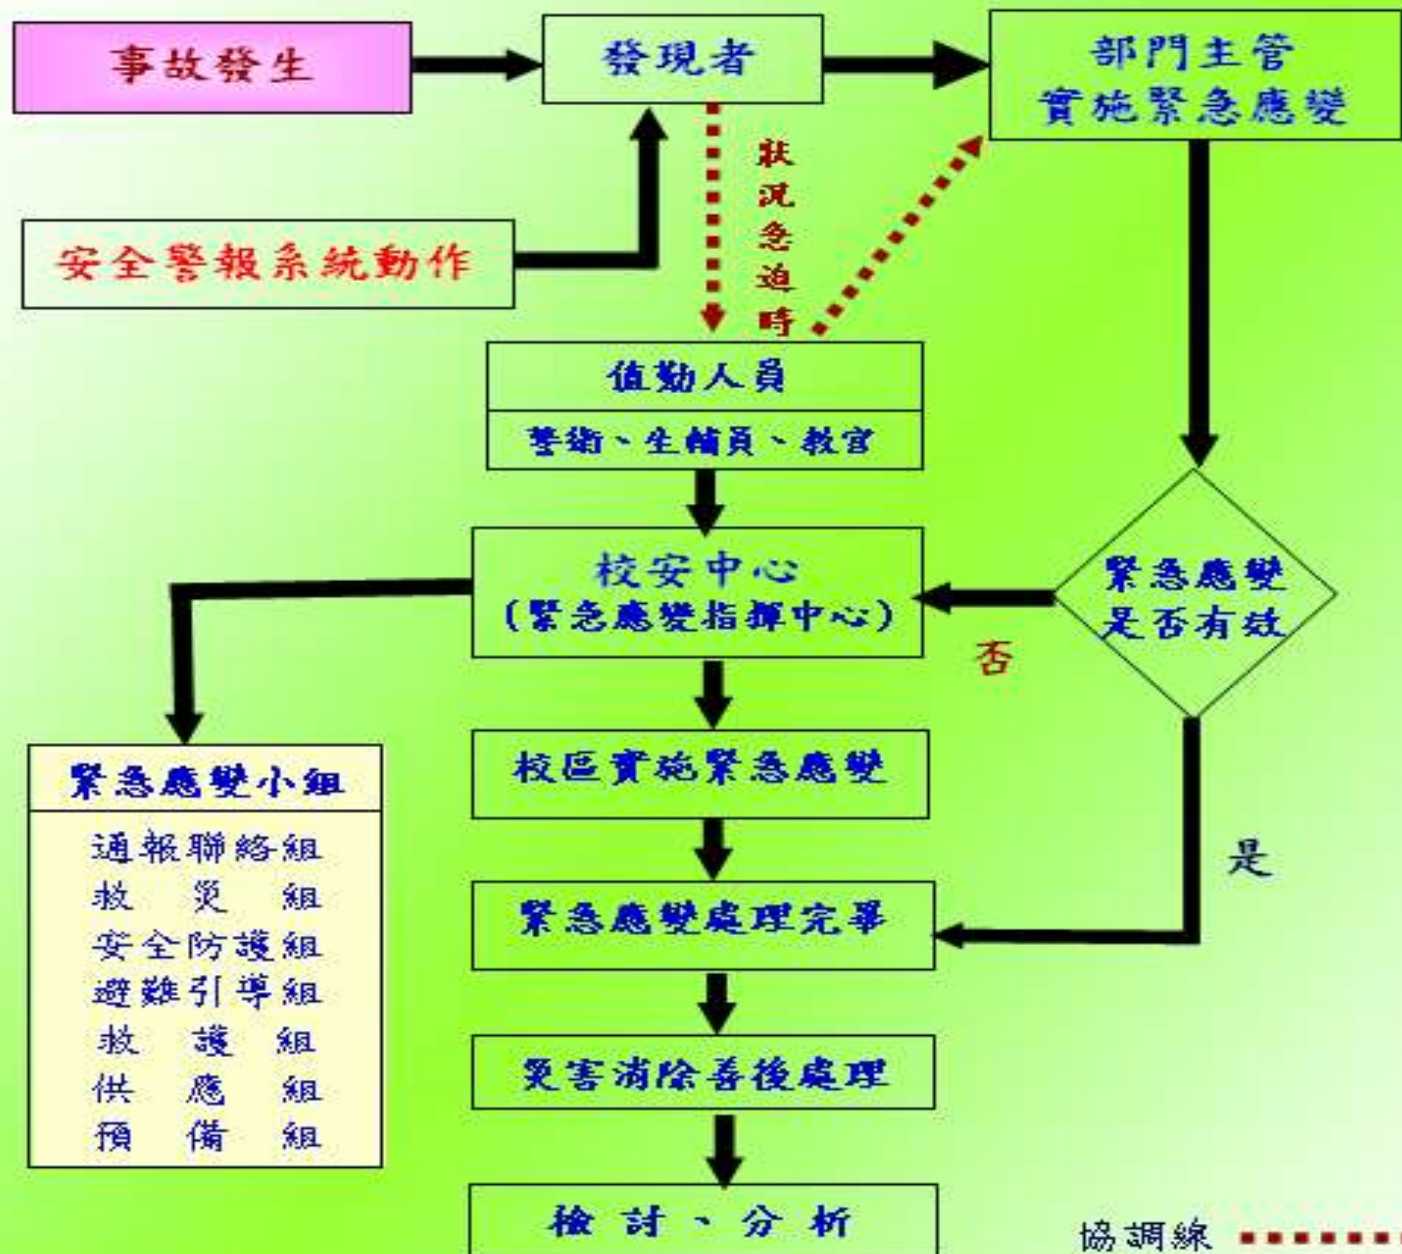 事故發生
發現者
部門主管
實施緊急應變
狀況急迫時
安全警報系統動作
值勤人員
警衛、生輔員、教官
校安中心
(緊急應變指揮中心)
緊急應變
是否有效
否
校區實施緊急應變
緊急應變小組
通報聯絡組
救災組
安全防護組
避難引導組
救護組
供應組
預備組
是
緊急應變處理完畢
災害消除善後處理
檢討、分析
協調線